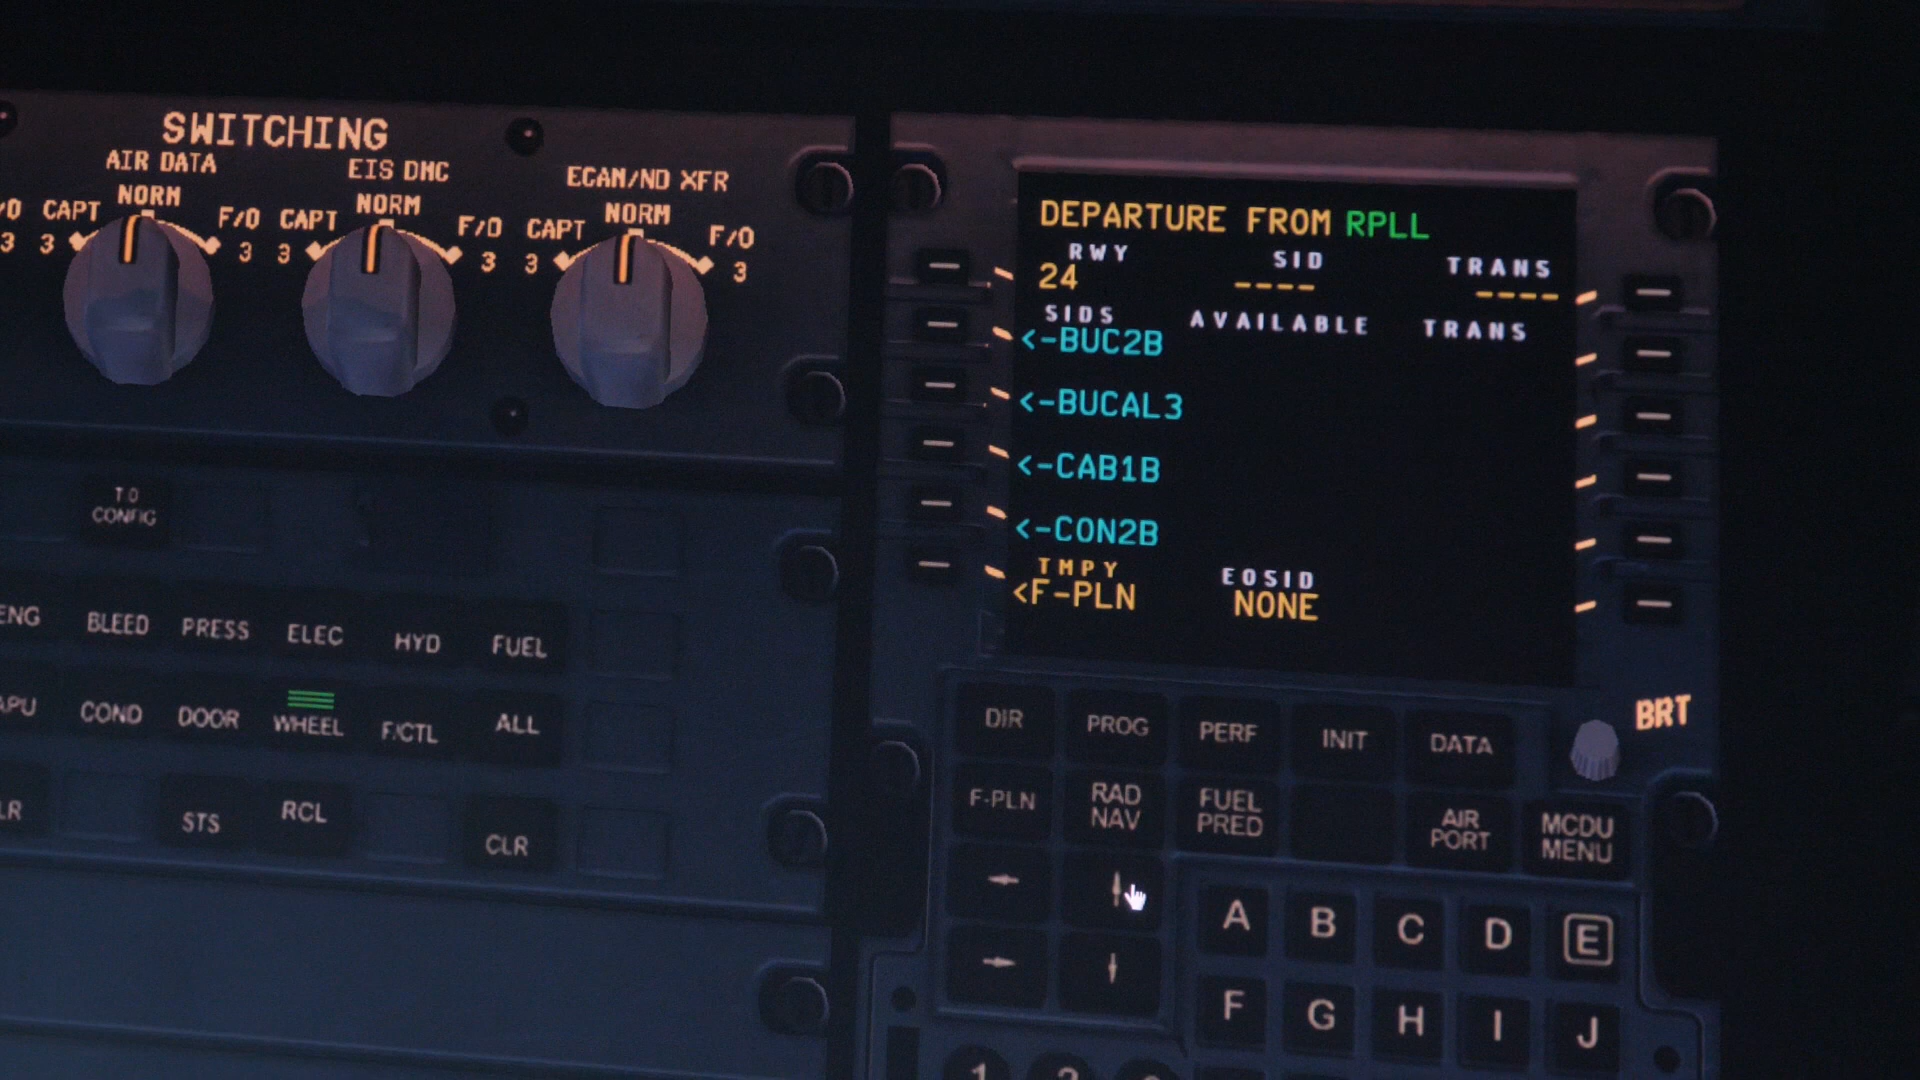 SWITCHING
AIR DATA
EIS DMC
ECAM/ND XFR
NORM
NORM
NORM
/O
CAPT
F/O
CAPT
F/O
CAPT
F/O
3
3
3
3
3
3
3
T.O
CONFIG
ENG
BLEED
PRESS
ELEC
HYD
FUEL
APU
COND
DOOR
WHEEL
F/CTL
ALL
LR
STS
RCL
CLR
DEPARTURE FROM RPLL
RWY SID TRANS
24 ---- ----
SIDS AVAILABLE TRANS
<-BUC2B
<-BUCAL3
<-CAB1B
<-CON2B
TMPY EOSID
<F-PLN NONE
BRT
DIR
PROG
PERF
INIT
DATA
F-PLN
RAD
NAV
FUEL
PRED
AIR
PORT
MCDU
MENU
A
B
C
D
E
F
G
H
I
J